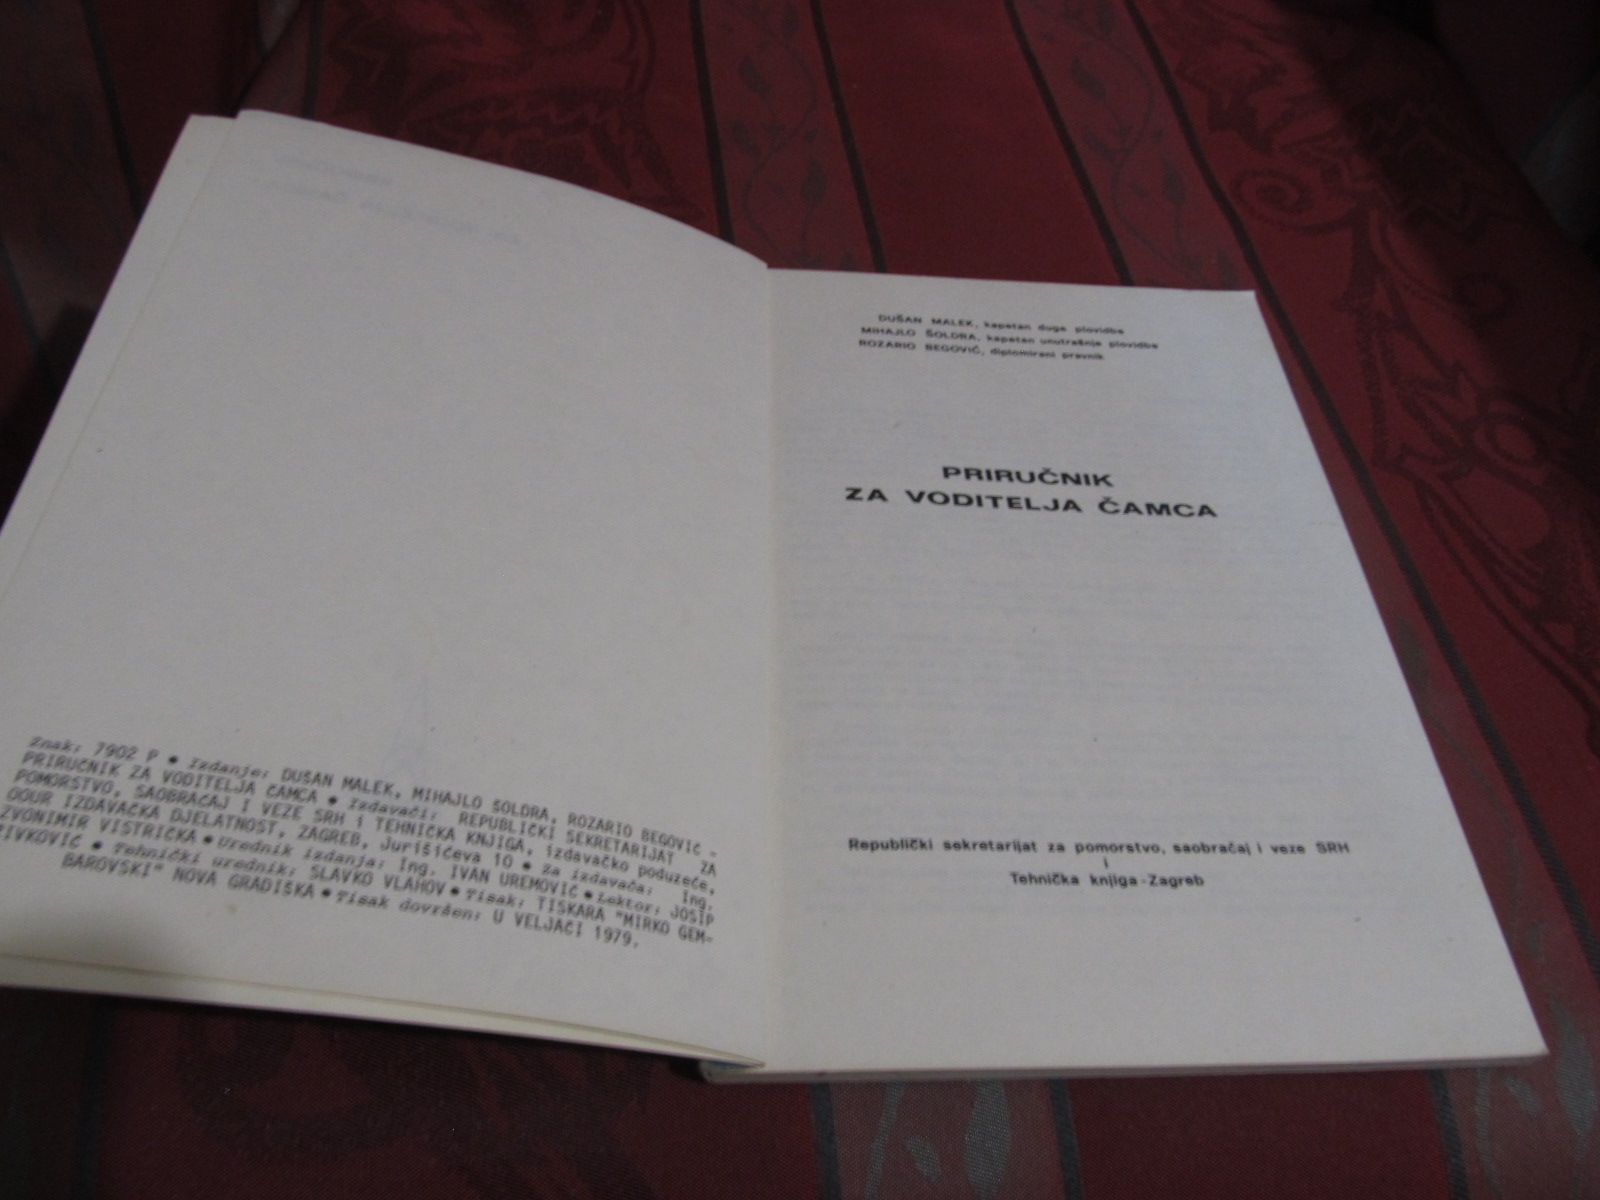 Znak: 7902 P ● Izdanje: DUŠAN MALEK, MIHAJLO ŠOLDRA, ROZARIO BEGOVIĆ -
PRIRUČNIK ZA VODITELJA ČAMCA ● Izdavači: REPUBLIČKI SEKRETARIJAT ZA
POMORSTVO, SAOBRAĆAJ I VEZE SRH i TEHNIČKA KNJIGA, izdavačko poduzeće,
OOUR IZDAVAČKA DJELATNOST, ZAGREB, Jurišićeva 10 ● Za izdavača: Ing.
ZVONIMIR VISTRIČKA ● Urednik izdanja: Ing. IVAN UREMOVIĆ ● Lektor: JOSIP
ŽIVKOVIĆ ● Tehnički urednik: SLAVKO VLAHOV ● Tisak: TISKARA "MIRKO GEM-
BAROVSKI" NOVA GRADIŠKA ● Tisak dovršen: U VELJAČI 1979.
DUŠAN MALEK, kapetan duge plovidbe
MIHAJLO ŠOLDRA, kapetan unutrašnje plovidbe
ROZARIO BEGOVIĆ, diplomirani pravnik
PRIRUČNIK
ZA VODITELJA ČAMCA
Republički sekretarijat za pomorstvo, saobraćaj i veze SRH
i
Tehnička knjiga - Zagreb